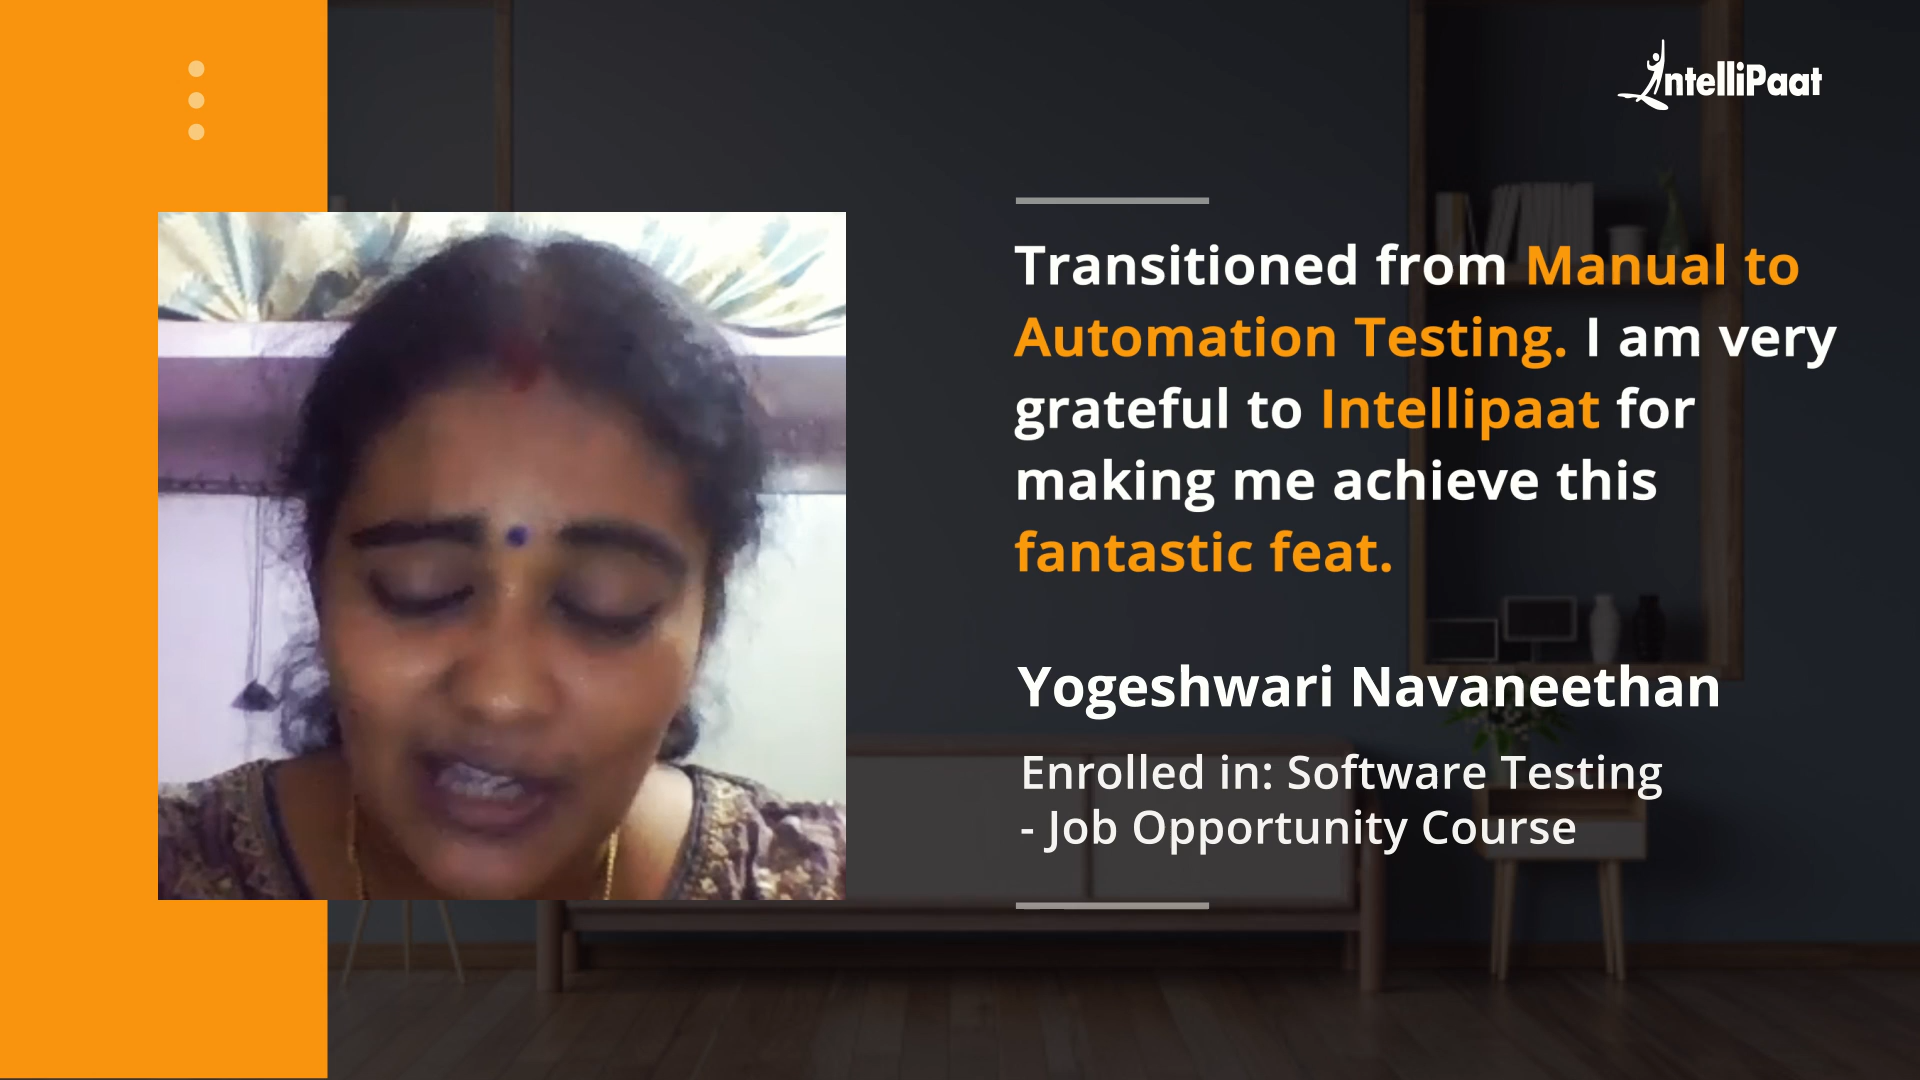 IntelliPaat
Transitioned from Manual to
Automation Testing. I am very
grateful to Intellipaat for
making me achieve this
fantastic feat.
Yogeshwari Navaneethan
Enrolled in: Software Testing
- Job Opportunity Course